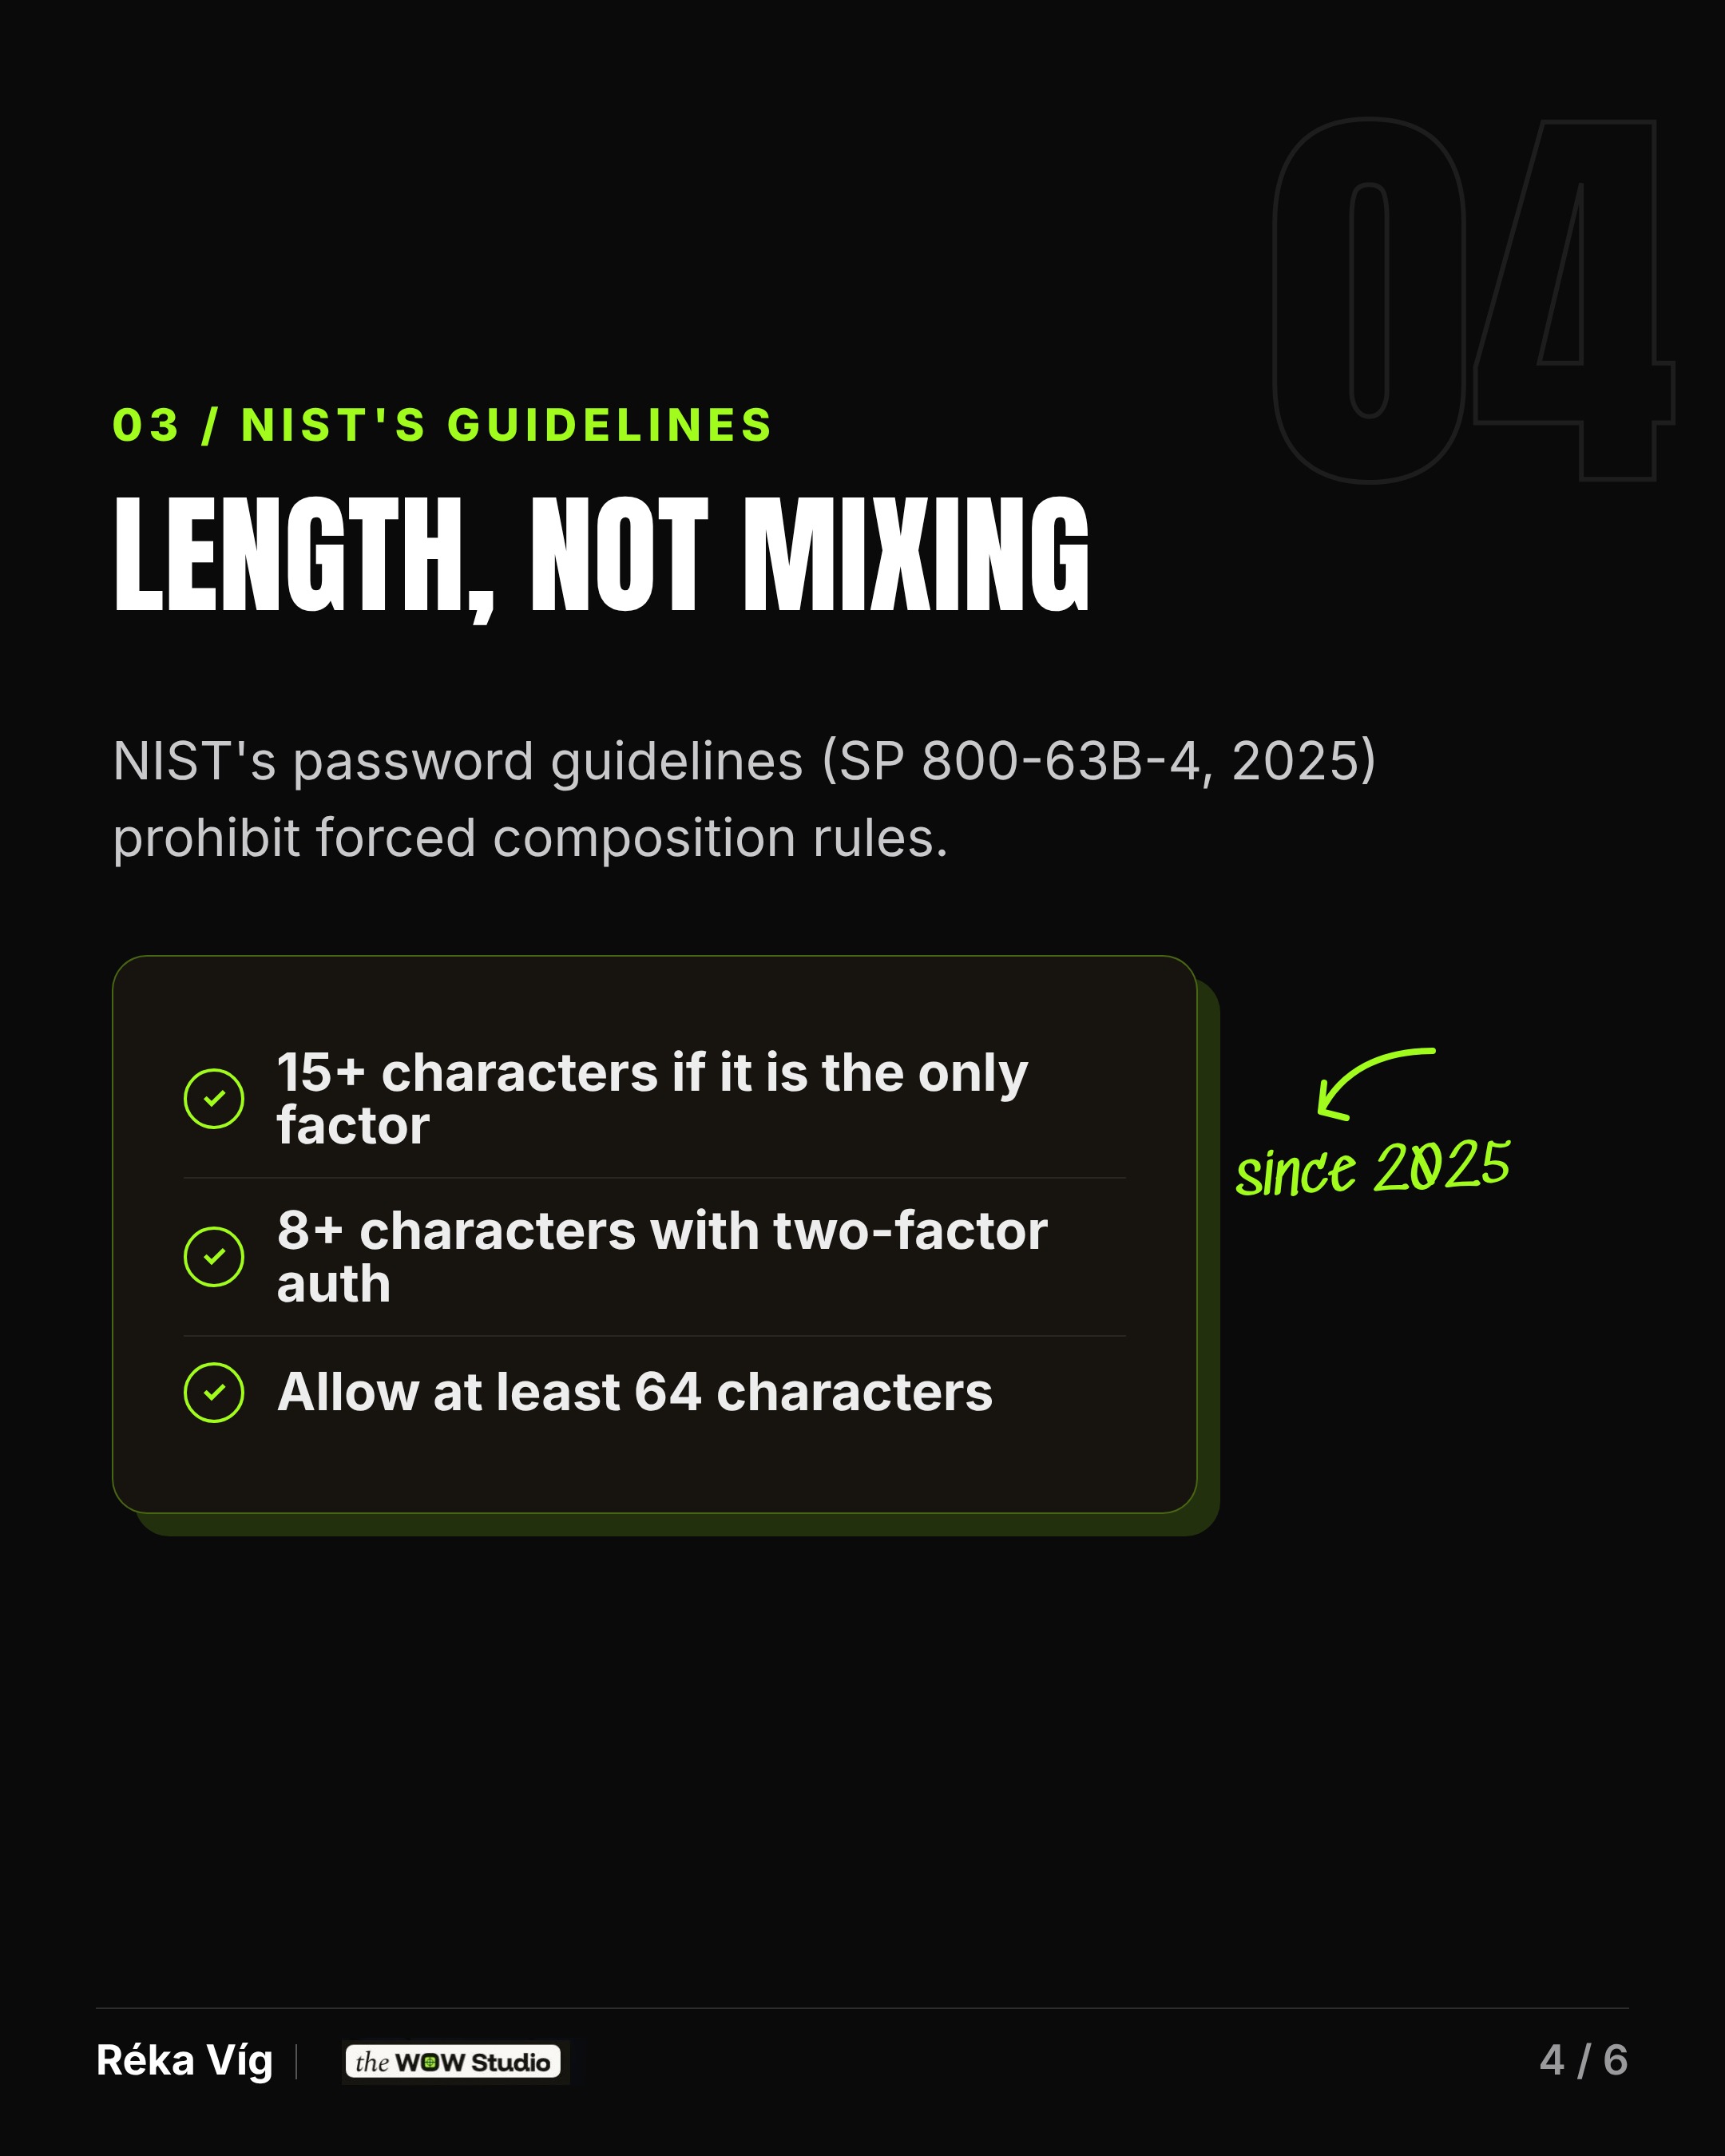 04
03 / NIST'S GUIDELINES
LENGTH, NOT MIXING
NIST's password guidelines (SP 800-63B-4, 2025)
prohibit forced composition rules.
15+ characters if it is the only
factor
8+ characters with two-factor
auth
Allow at least 64 characters
since 2025
Réka Víg
the WOW Studio
4 / 6